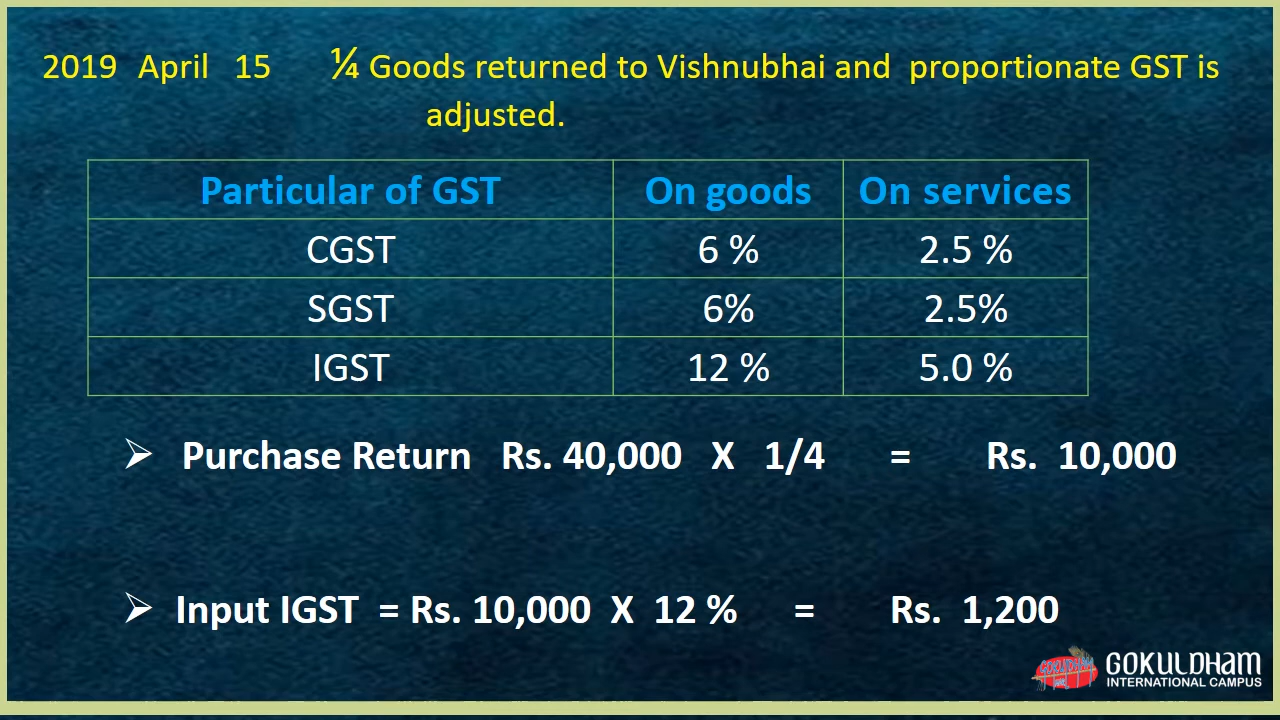 2019 April 15 ¼ Goods returned to Vishnubhai and proportionate GST is
adjusted.
Particular of GST On goods On services
CGST 6 % 2.5 %
SGST 6% 2.5%
IGST 12 % 5.0 %
➢ Purchase Return Rs. 40,000 X 1/4 = Rs. 10,000
➢ Input IGST = Rs. 10,000 X 12 % = Rs. 1,200
GOKULDHAM
GOKULDHAM
INTERNATIONAL CAMPUS